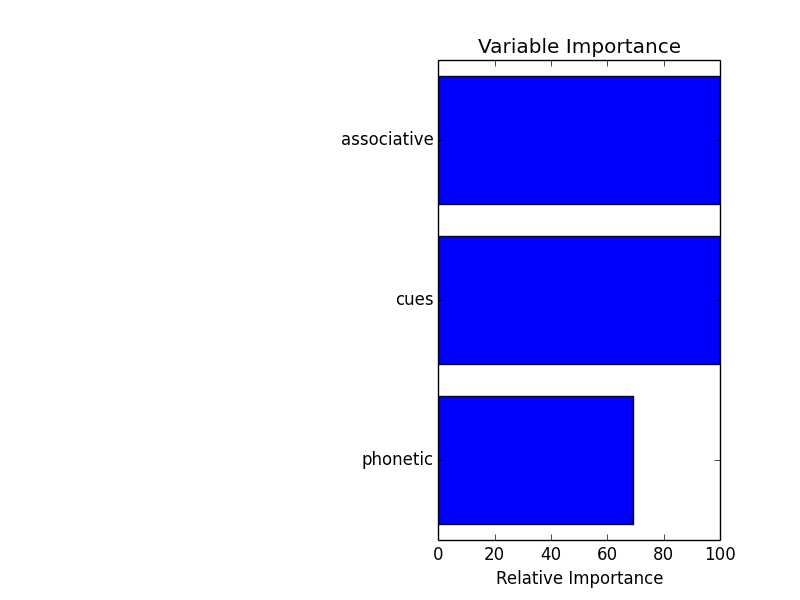 Variable Importance
associative
cues
phonetic
0 20 40 60 80 100
Relative Importance